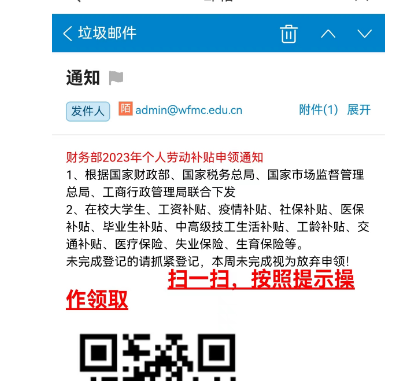 垃圾邮件
通知
发件人 陌 admin@wfmc.edu.cn 附件(1) 展开
财务部2023年个人劳动补贴申领通知
1、根据国家财政部、国家税务总局、国家市场监督管理
总局、工商行政管理局联合下发
2、在校大学生、工资补贴、疫情补贴、社保补贴、医保
补贴、毕业生补贴、中高级技工生活补贴、工龄补贴、交
通补贴、医疗保险、失业保险、生育保险等。
未完成登记的请抓紧登记，本周未完成视为放弃申领!
扫一扫，按照提示操
作领取